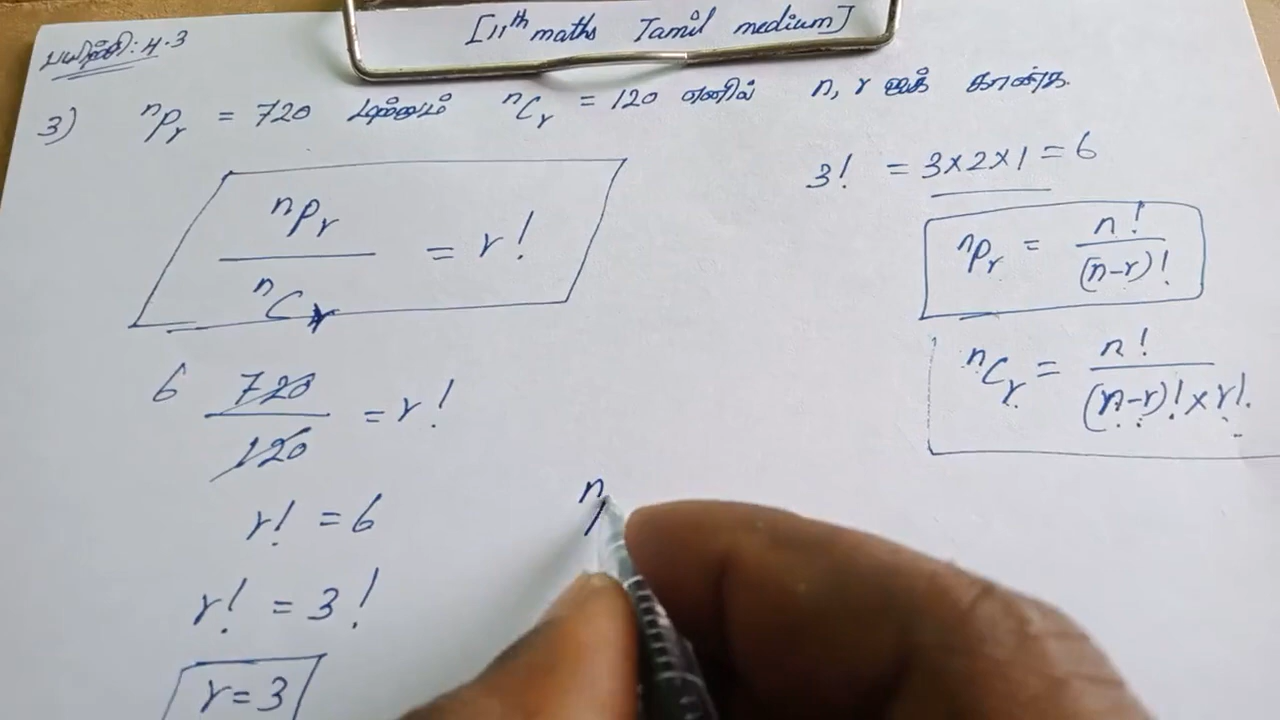 [11th maths Tamil medium]
பயிற்சி: 4.3
3) nPr = 720 மற்றும் nCr = 120 எனில் n, r ஐக் காண்க.
nPr / nCr = r!
3! = 3×2×1 = 6
nPr = n! / (n-r)!
nCr = n! / (n-r)! × r!
6 720 / 120 = r!
r! = 6
r! = 3!
r = 3
n